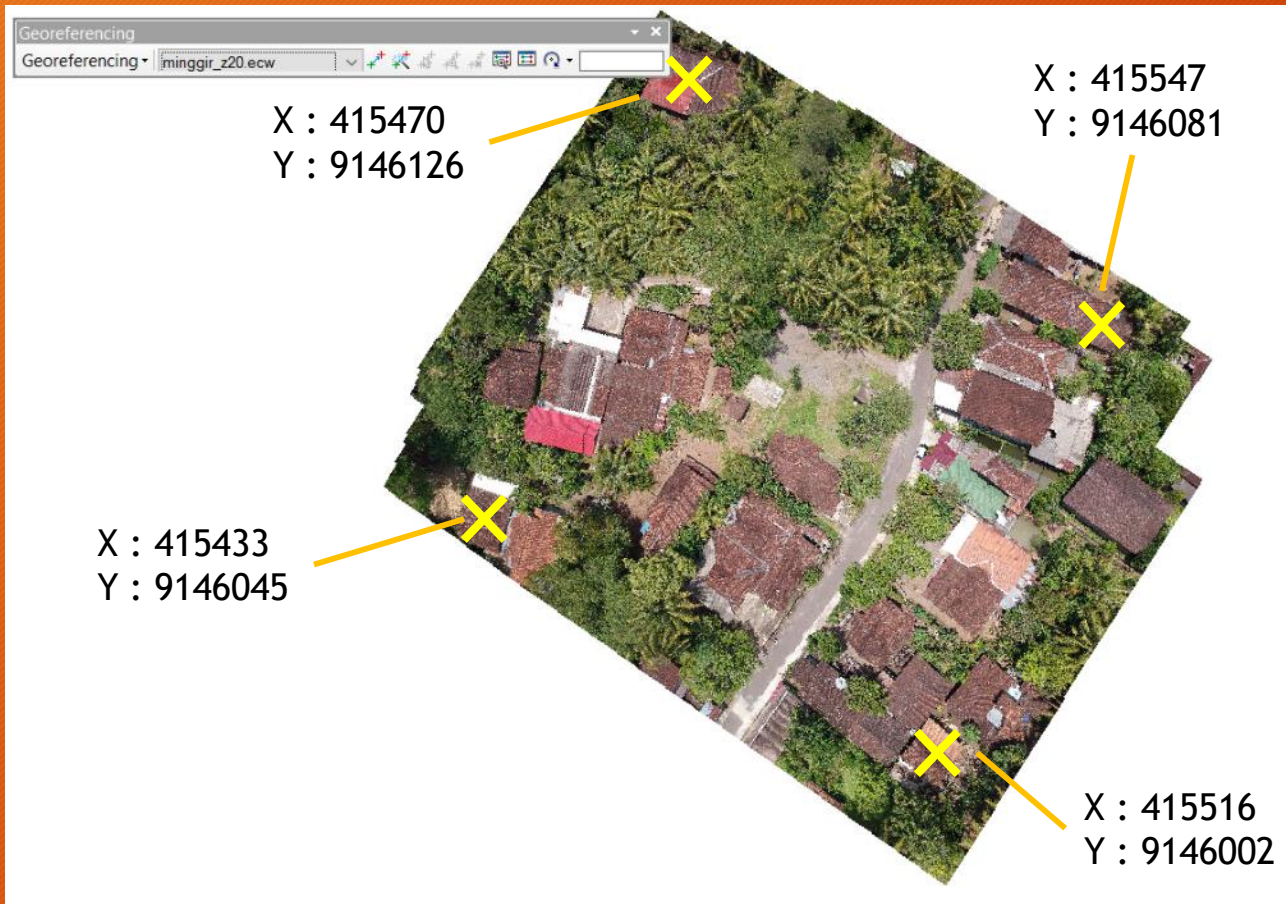 Georeferencing
Georeferencing minggir_z20.ecw
X : 415470
Y : 9146126
X : 415547
Y : 9146081
X : 415433
Y : 9146045
X : 415516
Y : 9146002